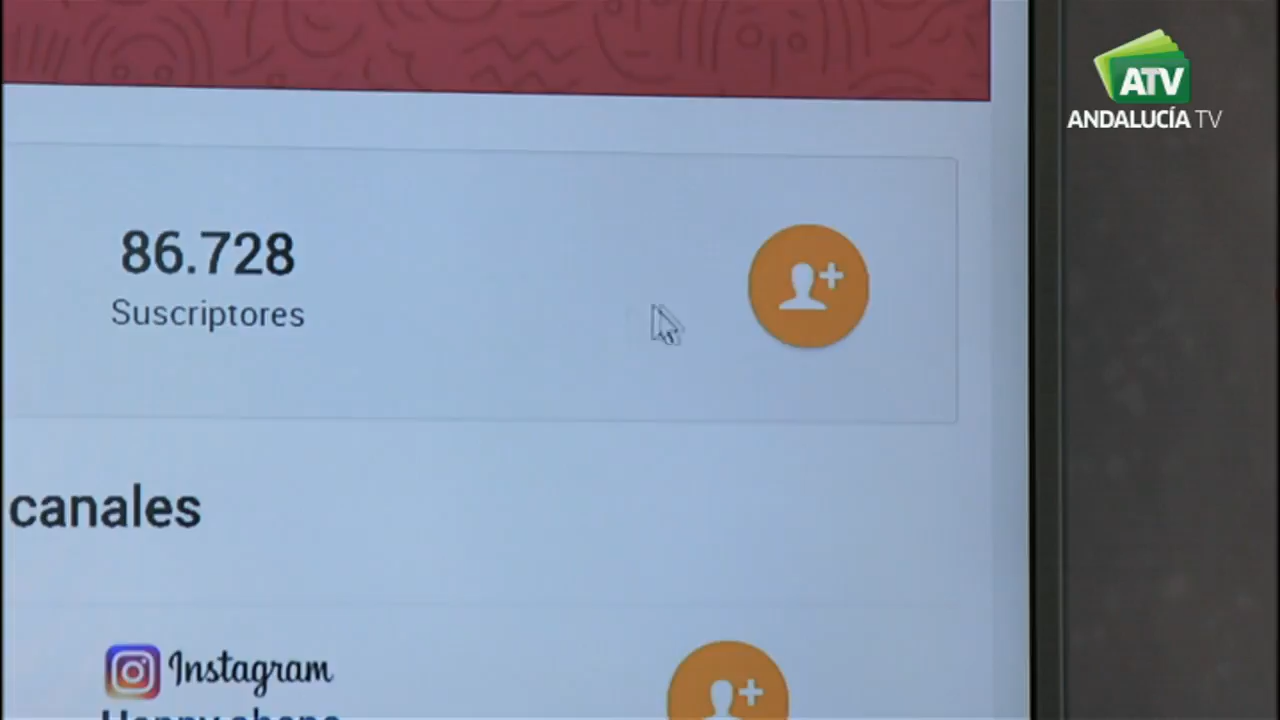 ATV
ANDALUCÍA TV
86.728
Suscriptores
canales
Instagram